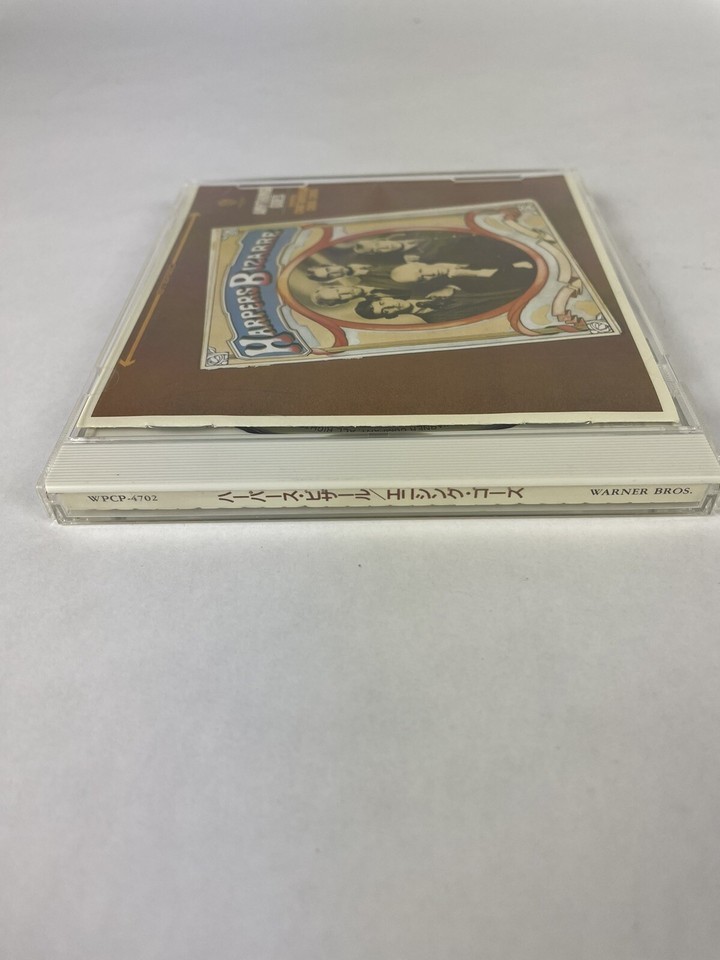 HARPERS BIZARRE
WPCP-4702 ハーパース・ビザール／エニシング・ゴース WARNER BROS.